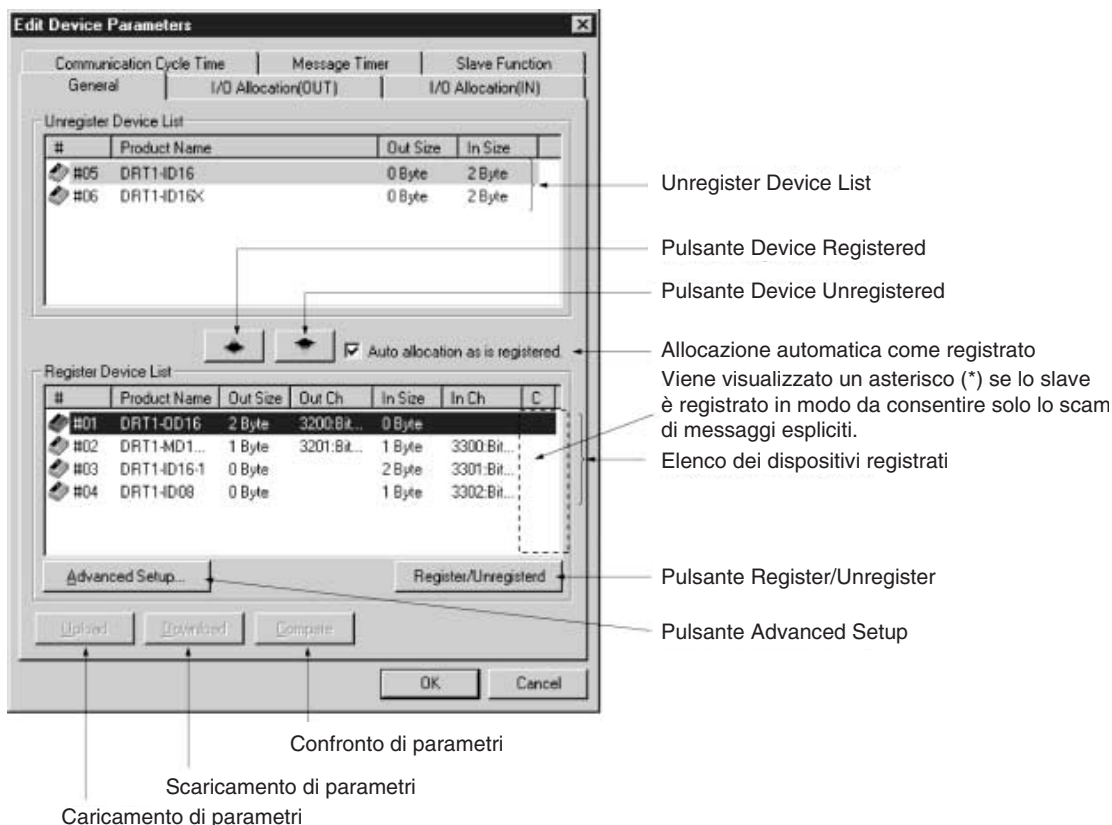 Edit Device Parameters
Communication Cycle Time Message Timer Slave Function
General I/O Allocation(OUT) I/O Allocation(IN)
Unregister Device List
# Product Name Out Size In Size
#05 DRT1-ID16 0 Byte 2 Byte
#06 DRT1-ID16X 0 Byte 2 Byte
Unregister Device List
Pulsante Device Registered
Pulsante Device Unregistered
Auto allocation as is registered.
Allocazione automatica come registrato
Viene visualizzato un asterisco (*) se lo slave
è registrato in modo da consentire solo lo scam
di messaggi espliciti.
Elenco dei dispositivi registrati
Register Device List
# Product Name Out Size Out Ch In Size In Ch C
#01 DRT1-OD16 2 Byte 3200:Bit... 0 Byte
#02 DRT1-MD1... 1 Byte 3201:Bit... 1 Byte 3300:Bit...
#03 DRT1-ID16-1 0 Byte 2 Byte 3301:Bit...
#04 DRT1-ID08 0 Byte 1 Byte 3302:Bit...
Advanced Setup... Register/Unregisterd
Pulsante Register/Unregister
Pulsante Advanced Setup
Upload Download Compare
OK Cancel
Confronto di parametri
Scaricamento di parametri
Caricamento di parametri